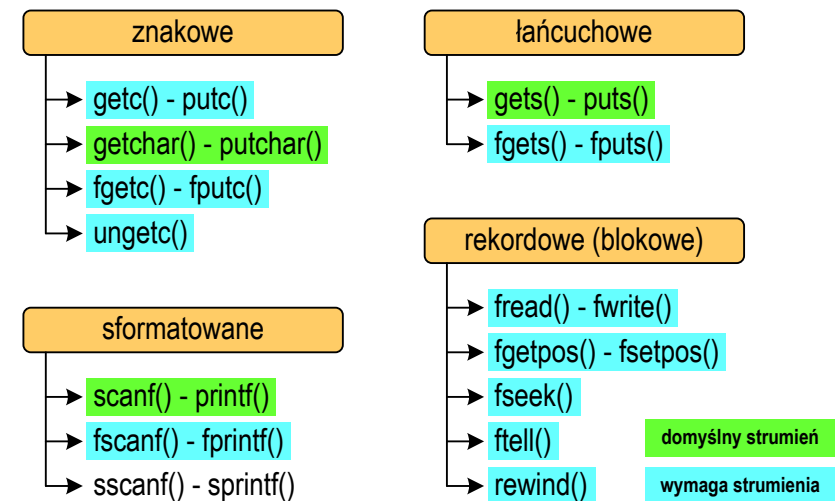 znakowe
getc() - putc()
getchar() - putchar()
fgetc() - fputc()
ungetc()
łańcuchowe
gets() - puts()
fgets() - fputs()
sformatowane
scanf() - printf()
fscanf() - fprintf()
sscanf() - sprintf()
rekordowe (blokowe)
fread() - fwrite()
fgetpos() - fsetpos()
fseek()
ftell()
rewind()
domyślny strumień
wymaga strumienia